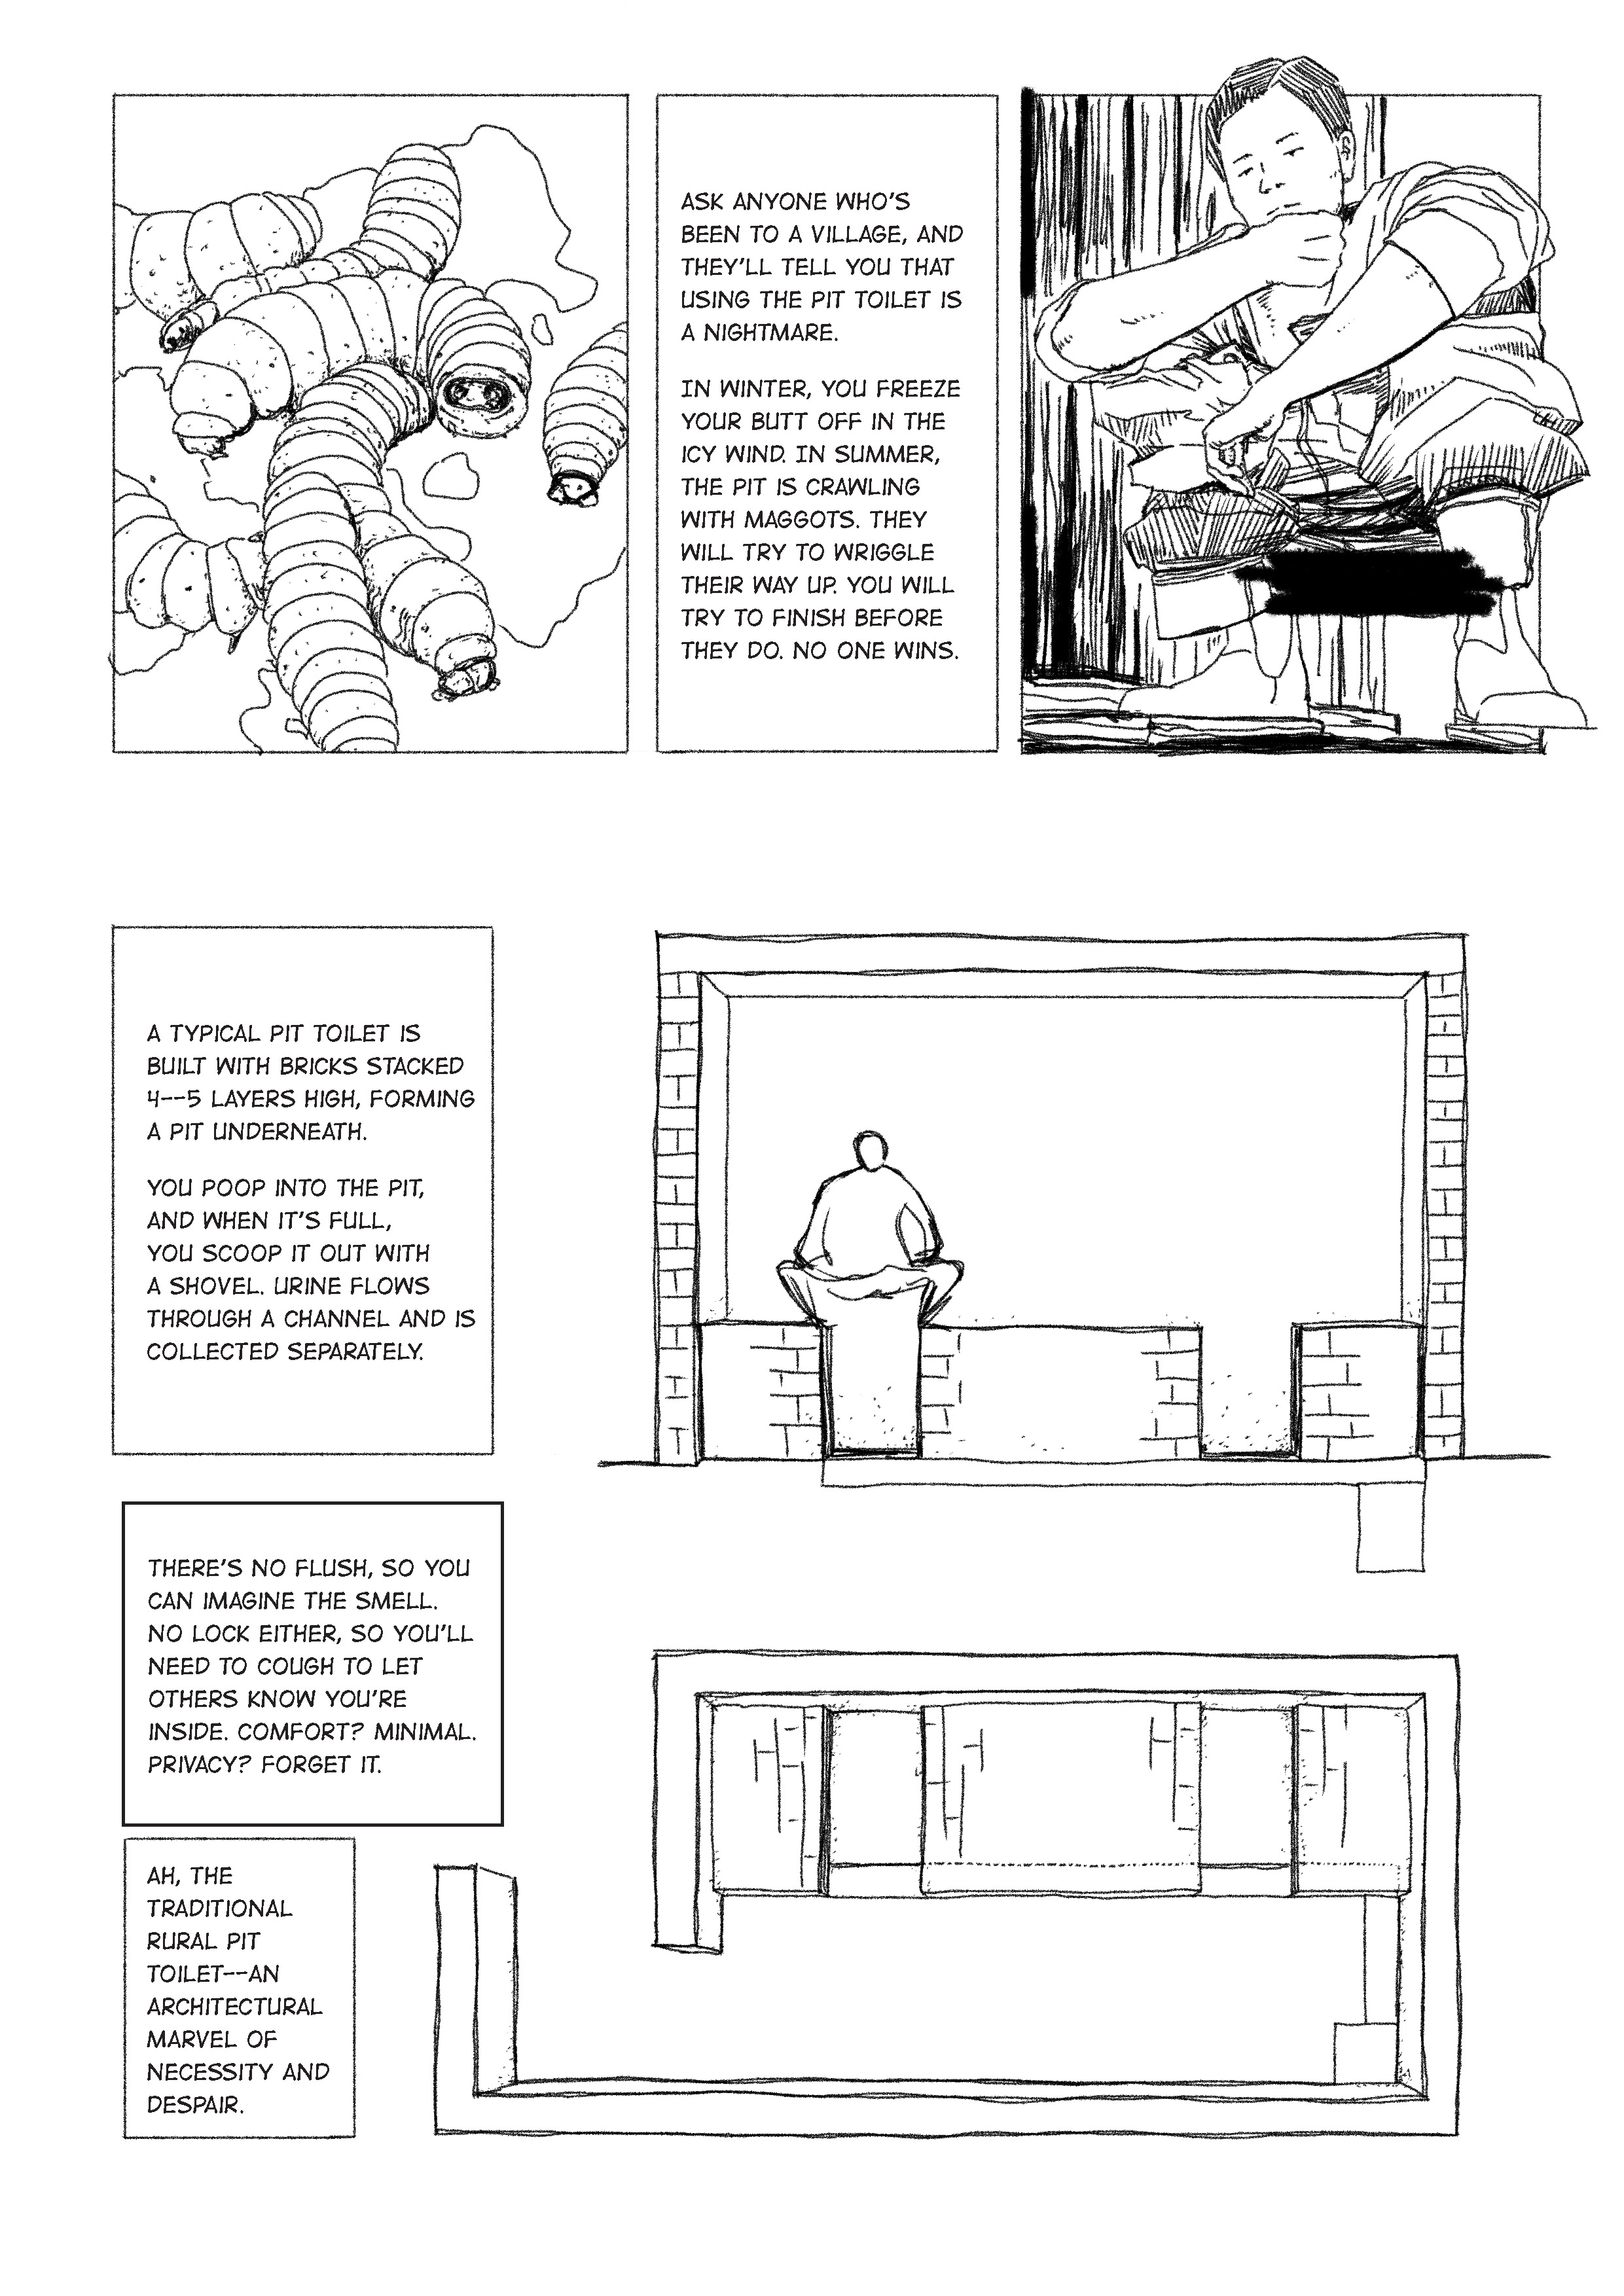 ASK ANYONE WHO'S
BEEN TO A VILLAGE, AND
THEY'LL TELL YOU THAT
USING THE PIT TOILET IS
A NIGHTMARE.
IN WINTER, YOU FREEZE
YOUR BUTT OFF IN THE
ICY WIND. IN SUMMER,
THE PIT IS CRAWLING
WITH MAGGOTS. THEY
WILL TRY TO WRIGGLE
THEIR WAY UP. YOU WILL
TRY TO FINISH BEFORE
THEY DO. NO ONE WINS.
A TYPICAL PIT TOILET IS
BUILT WITH BRICKS STACKED
4--5 LAYERS HIGH, FORMING
A PIT UNDERNEATH.
YOU POOP INTO THE PIT,
AND WHEN IT'S FULL,
YOU SCOOP IT OUT WITH
A SHOVEL. URINE FLOWS
THROUGH A CHANNEL AND IS
COLLECTED SEPARATELY.
THERE'S NO FLUSH, SO YOU
CAN IMAGINE THE SMELL.
NO LOCK EITHER, SO YOU'LL
NEED TO COUGH TO LET
OTHERS KNOW YOU'RE
INSIDE. COMFORT? MINIMAL.
PRIVACY? FORGET IT.
AH, THE
TRADITIONAL
RURAL PIT
TOILET--AN
ARCHITECTURAL
MARVEL OF
NECESSITY AND
DESPAIR.